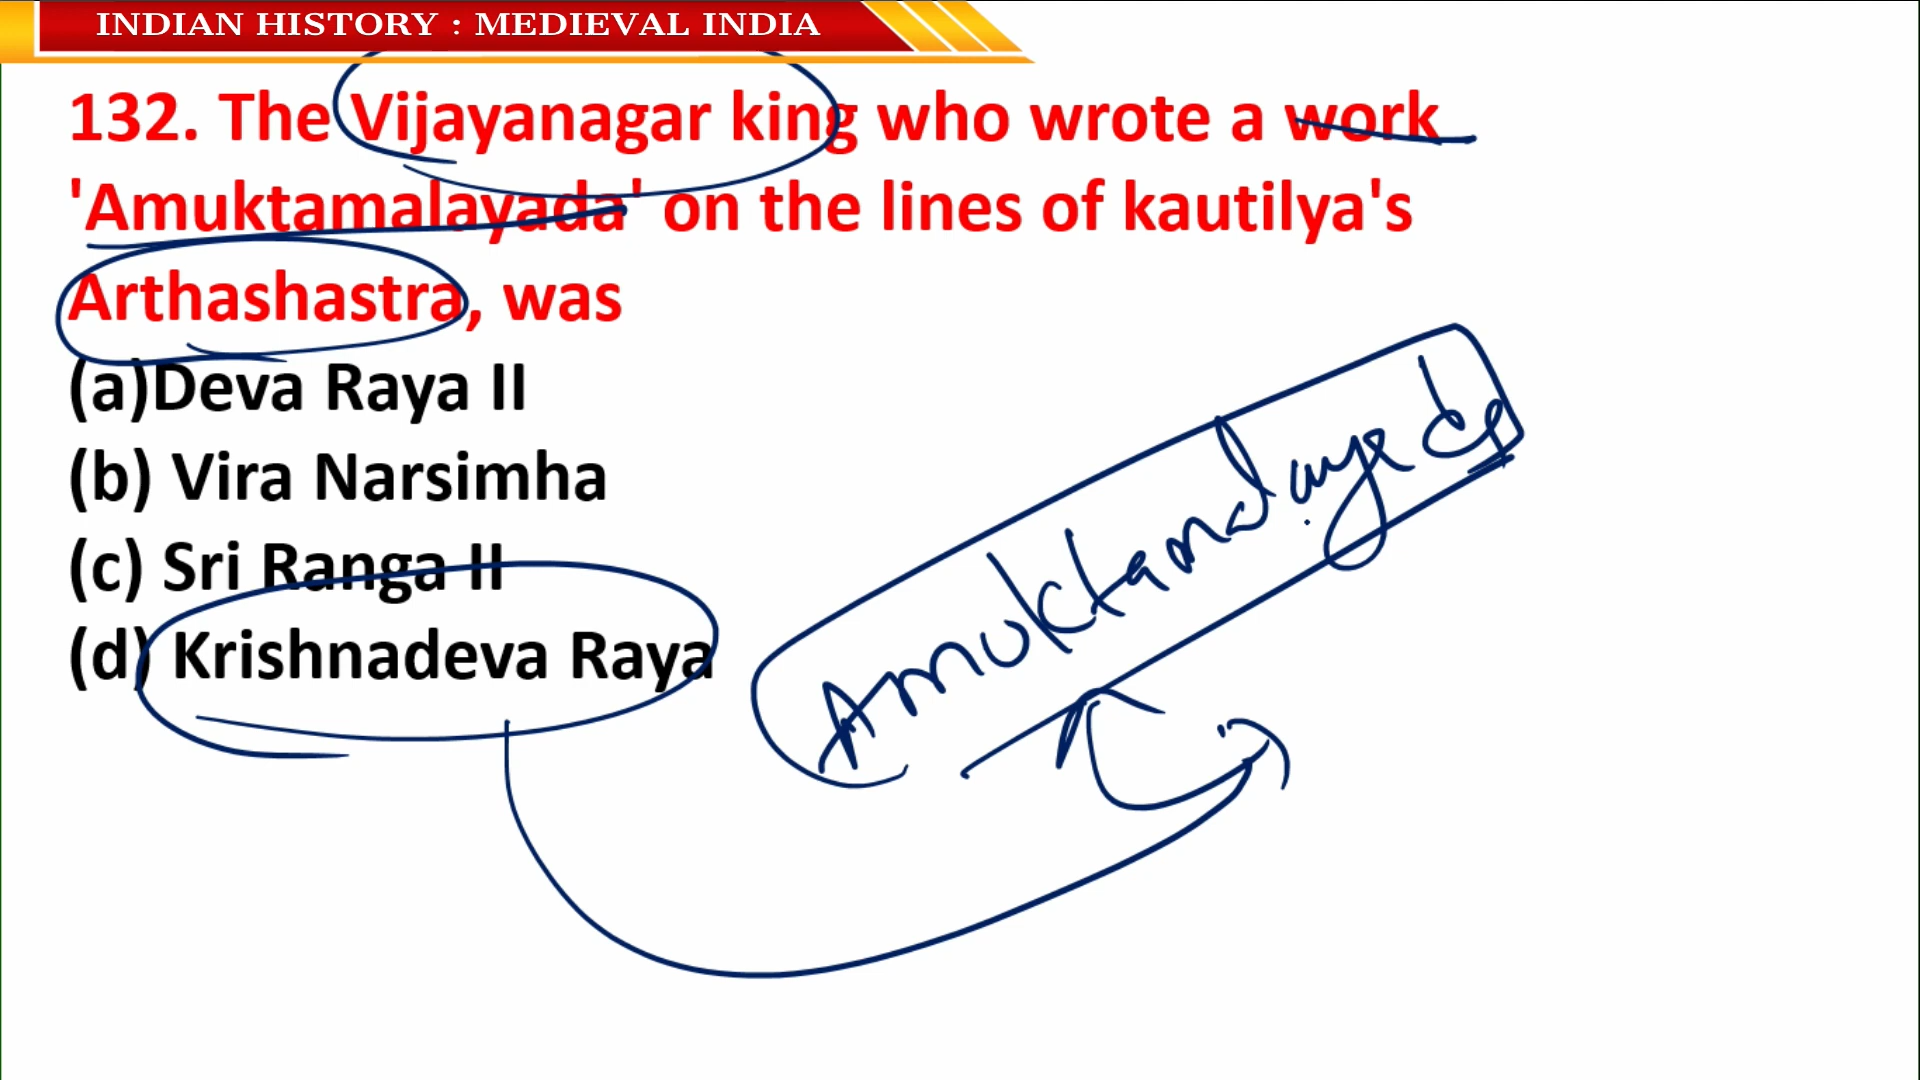 INDIAN HISTORY : MEDIEVAL INDIA
132. The Vijayanagar king who wrote a work
'Amuktamalayada' on the lines of kautilya's
Arthashastra, was
(a)Deva Raya II
(b) Vira Narsimha
(c) Sri Ranga II
(d) Krishnadeva Raya
Amuktamalayada